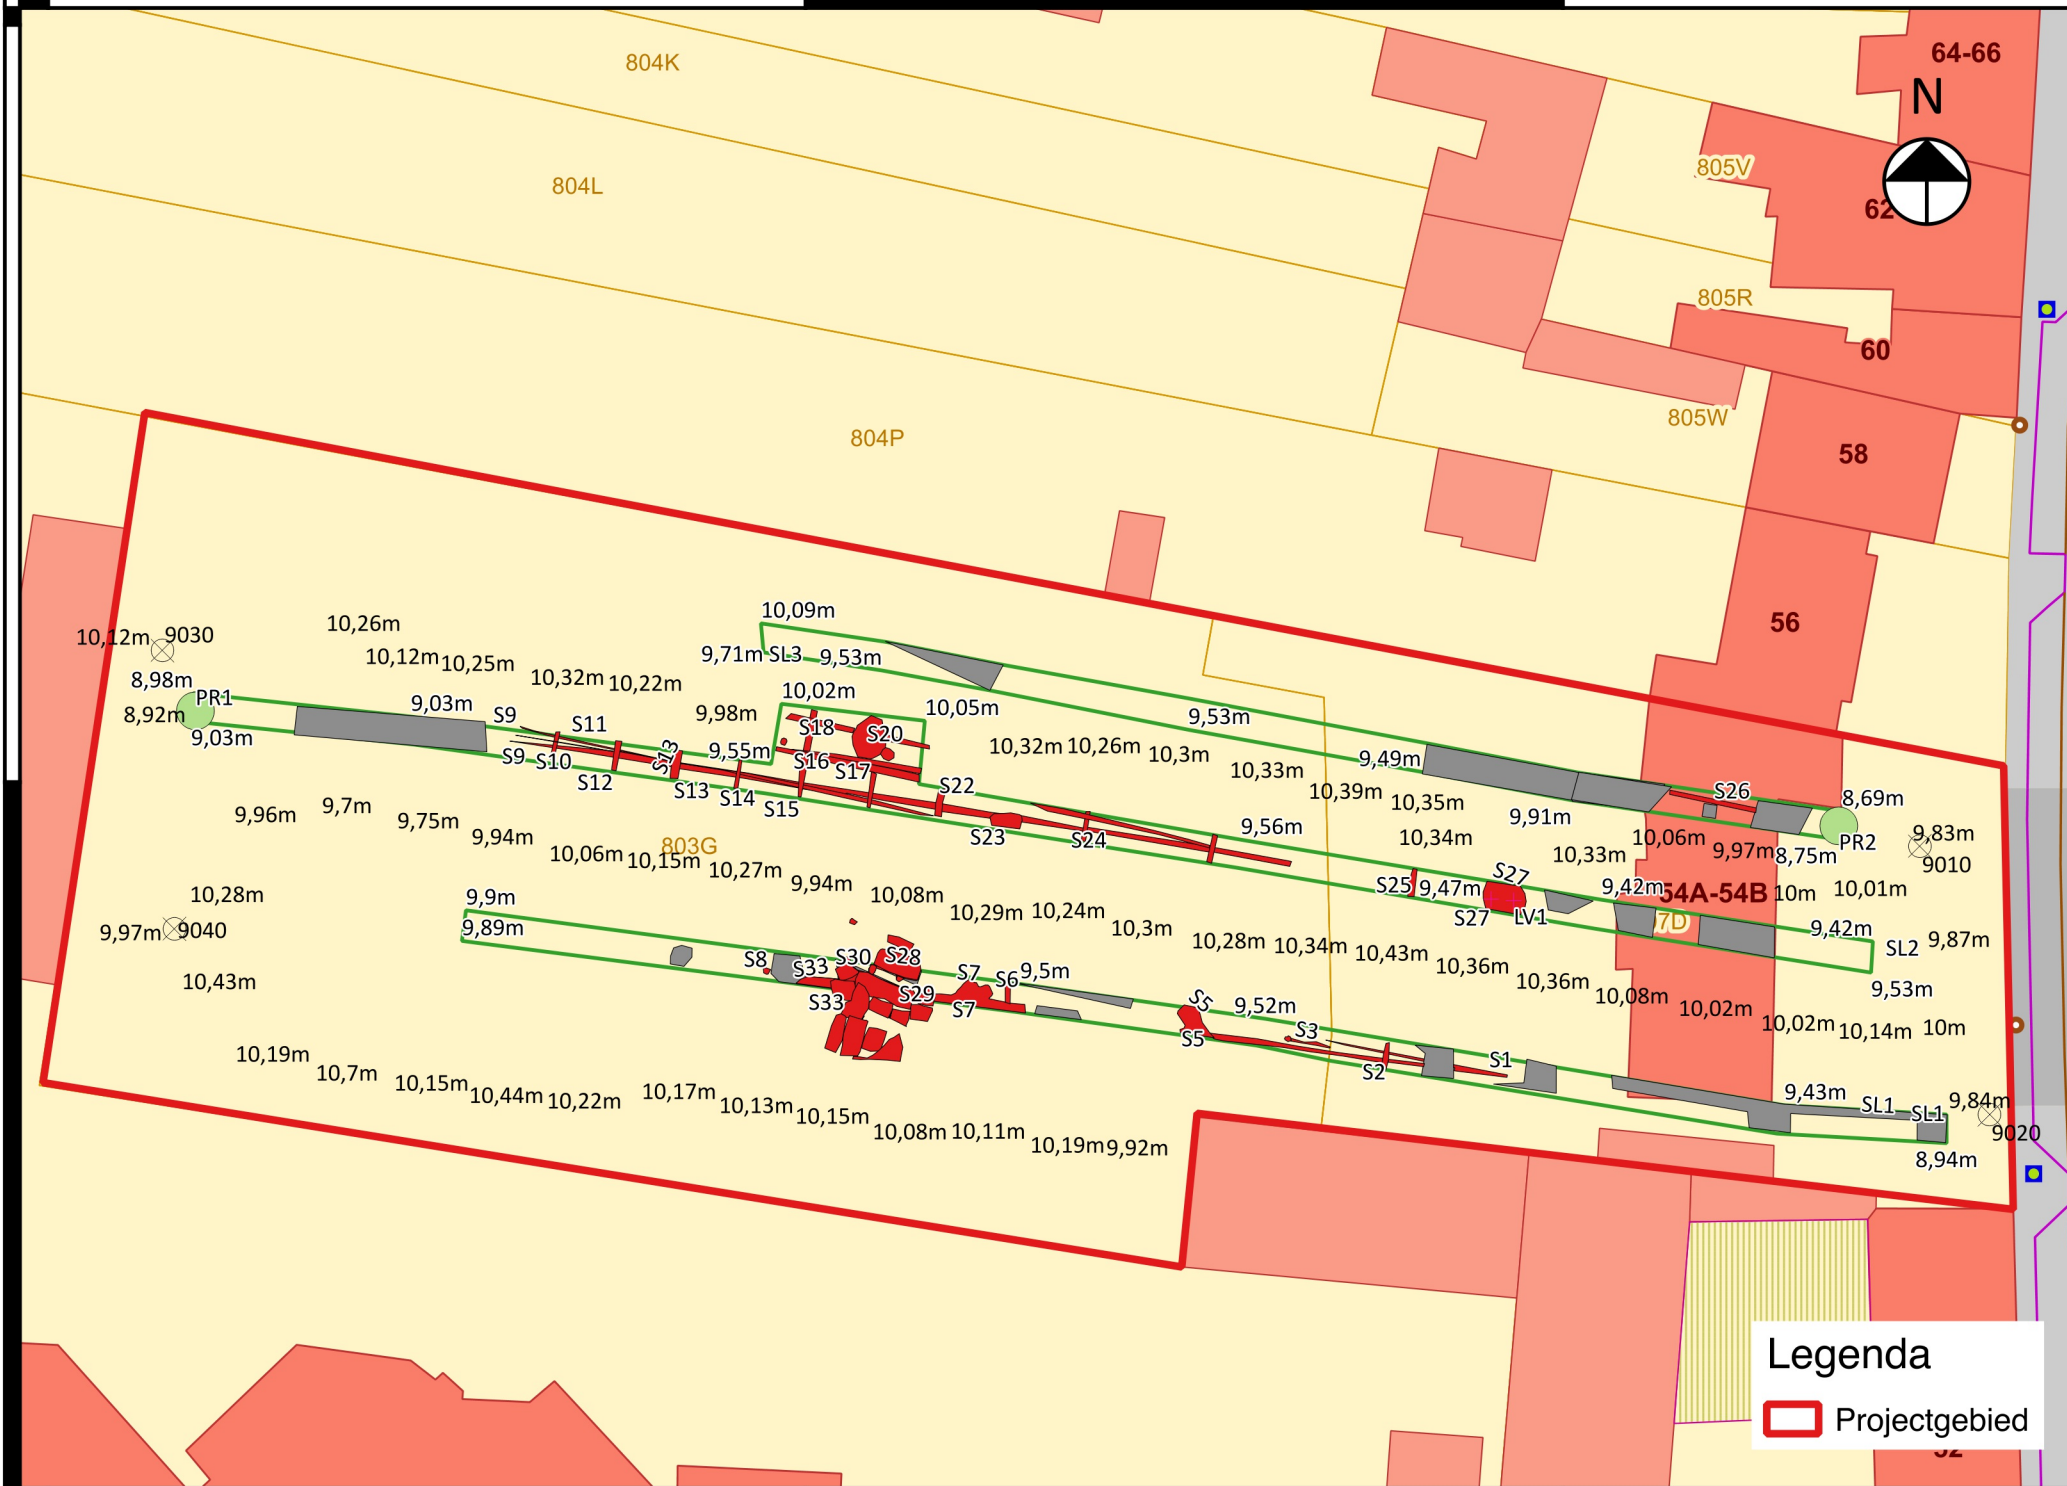 804K
64-66
N
804L
805V
62
805R
60
805W
804P
58
56
10,09m
10,26m
10,12m
9030
10,12m
10,25m
9,71m
SL3
9,53m
8,98m
10,32m
10,22m
10,02m
PR1
9,03m
8,92m
S9
S11
9,98m
10,05m
9,53m
S18
S20
9,03m
S9
S10
S13
9,55m
S16
S17
10,32m
10,26m
10,3m
9,49m
10,33m
S12
S13
S14
S15
S22
10,39m
10,35m
S26
8,69m
9,96m
9,7m
9,75m
9,94m
S23
S24
9,56m
9,91m
10,34m
10,06m
9,97m
8,75m
PR2
9,83m
9010
803G
10,06m
10,15m
10,27m
9,94m
10,33m
S27
S25
9,47m
9,42m
54A-54B
10m
10,01m
10,28m
9,9m
10,08m
10,29m
10,24m
S27
LV1
7D
9,97m
9040
9,89m
10,3m
10,28m
10,34m
10,43m
9,42m
SL2
9,87m
10,43m
S8
S33
S30
S28
S7
S6
9,5m
10,36m
10,36m
9,53m
S33
S29
S7
S5
9,52m
10,08m
10,02m
10,02m
10,14m
10m
S5
S3
10,19m
10,7m
10,15m
10,44m
10,22m
10,17m
10,13m
10,15m
S2
S1
9,43m
SL1
SL1
9,84m
9020
10,08m
10,11m
10,19m
9,92m
8,94m
Legenda
Projectgebied